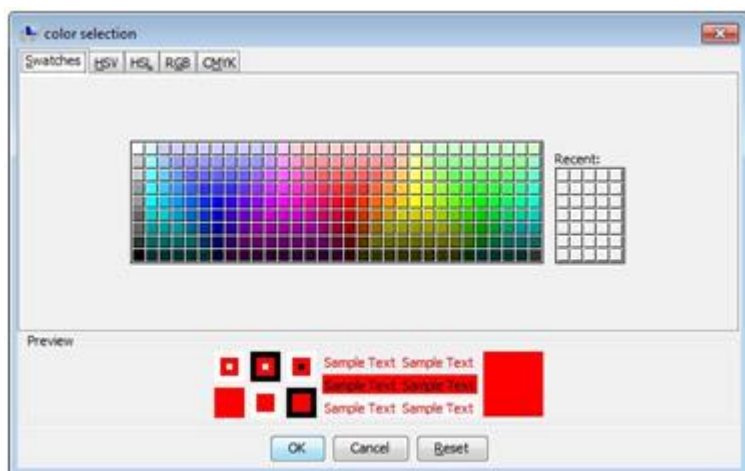 color selection
Swatches HSV HSL RGB CMYK
Recent:
Preview
Sample Text Sample Text
Sample Text Sample Text
Sample Text Sample Text
OK Cancel Reset